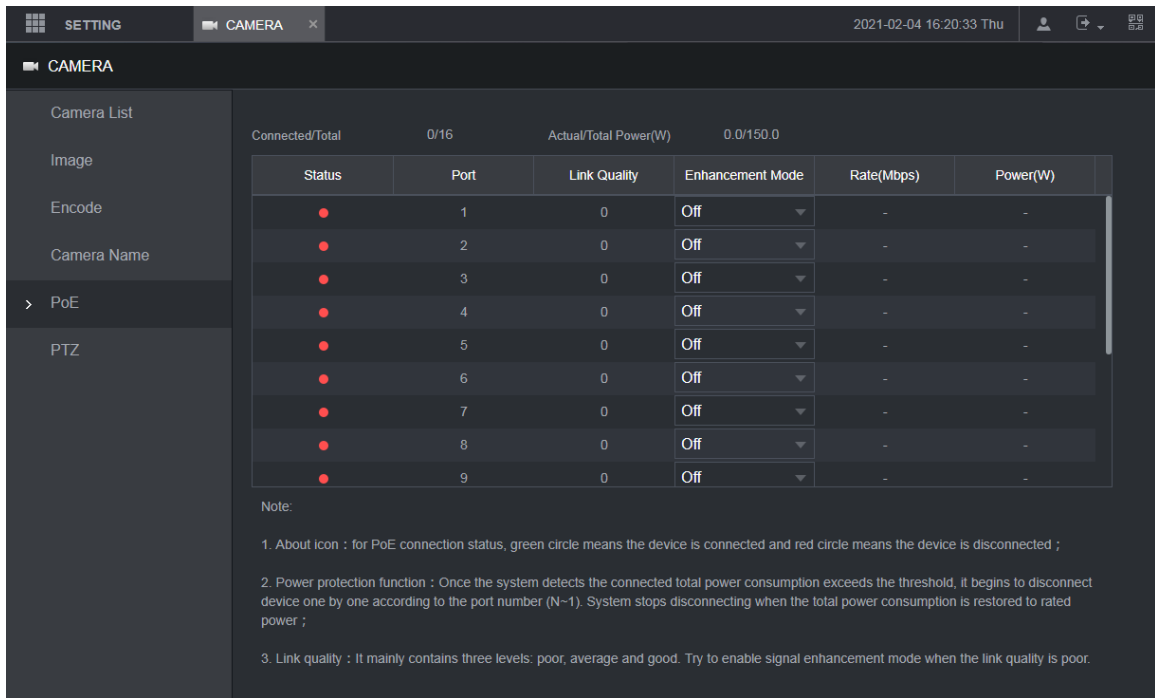 SETTING CAMERA × 2021-02-04 16:20:33 Thu
CAMERA
Camera List
Image
Encode
Camera Name
> PoE
PTZ
Connected/Total 0/16 Actual/Total Power(W) 0.0/150.0
Status Port Link Quality Enhancement Mode Rate(Mbps) Power(W)
1 0 Off - -
2 0 Off - -
3 0 Off - -
4 0 Off - -
5 0 Off - -
6 0 Off - -
7 0 Off - -
8 0 Off - -
9 0 Off - -
Note:
1. About icon：for PoE connection status, green circle means the device is connected and red circle means the device is disconnected；
2. Power protection function：Once the system detects the connected total power consumption exceeds the threshold, it begins to disconnect
device one by one according to the port number (N~1). System stops disconnecting when the total power consumption is restored to rated
power；
3. Link quality：It mainly contains three levels: poor, average and good. Try to enable signal enhancement mode when the link quality is poor.